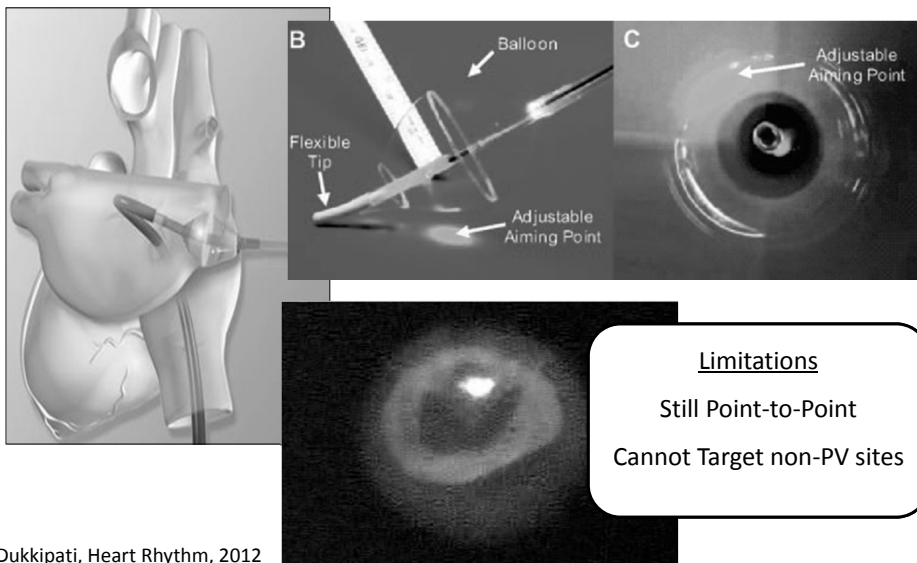 B
Balloon
Flexible
Tip
Adjustable
Aiming Point
C
Adjustable
Aiming Point
Limitations
Still Point-to-Point
Cannot Target non-PV sites
Dukkipati, Heart Rhythm, 2012